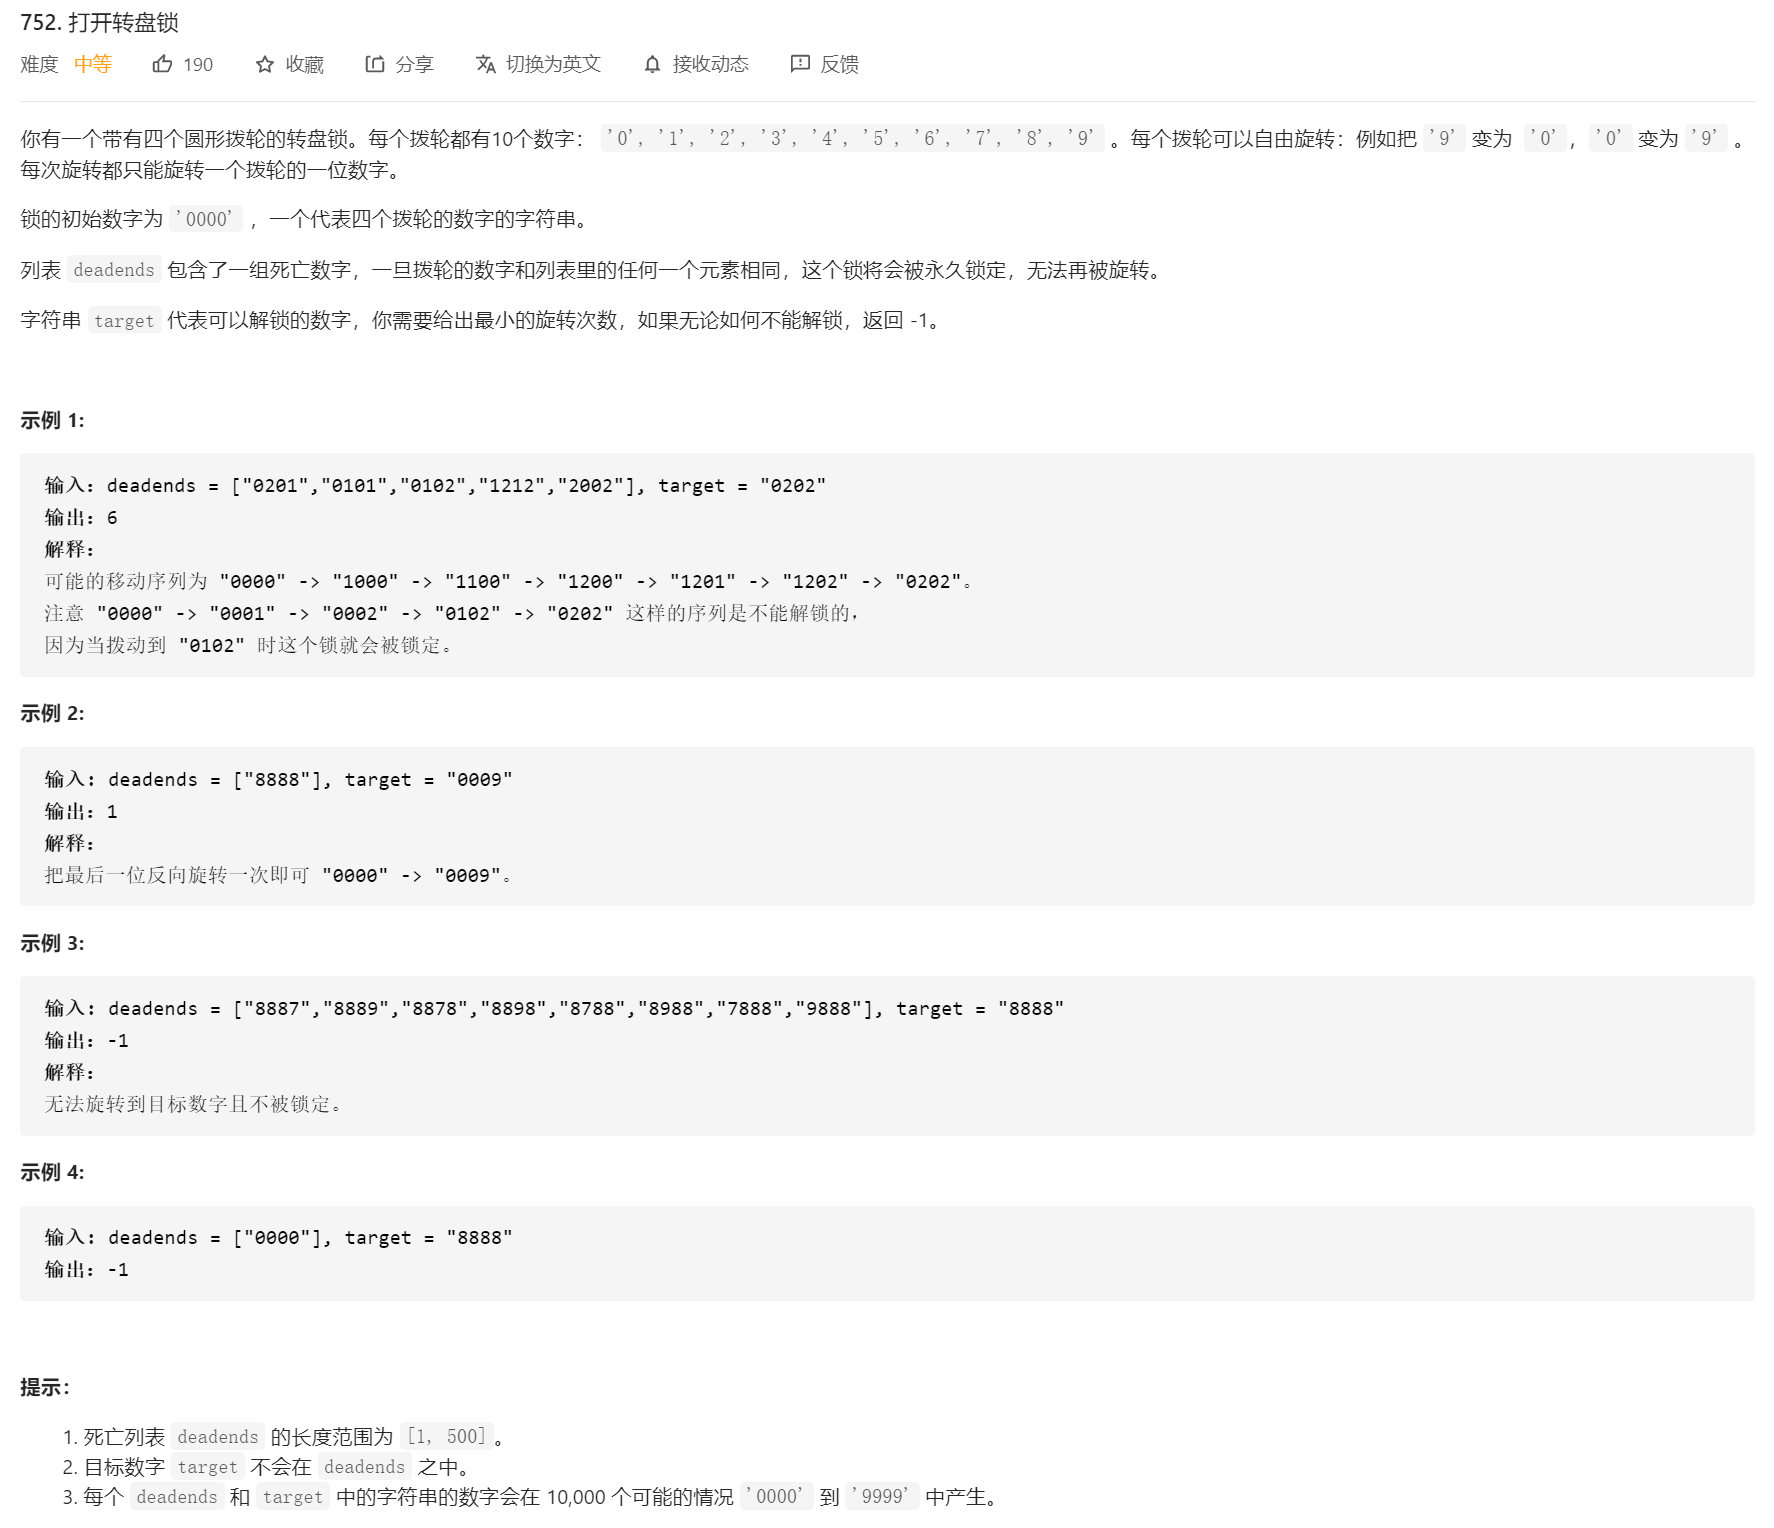 752. 打开转盘锁
难度 中等 190 收藏 分享 切换为英文 接收动态 反馈
你有一个带有四个圆形拨轮的转盘锁。每个拨轮都有10个数字： '0', '1', '2', '3', '4', '5', '6', '7', '8', '9' 。每个拨轮可以自由旋转：例如把 '9' 变为 '0'，'0' 变为 '9' 。
每次旋转都只能旋转一个拨轮的一位数字。
锁的初始数字为 '0000' ，一个代表四个拨轮的数字的字符串。
列表 deadends 包含了一组死亡数字，一旦拨轮的数字和列表里的任何一个元素相同，这个锁将会被永久锁定，无法再被旋转。
字符串 target 代表可以解锁的数字，你需要给出最小的旋转次数，如果无论如何不能解锁，返回 -1。
示例 1:
输入：deadends = ["0201","0101","0102","1212","2002"], target = "0202"
输出：6
解释：
可能的移动序列为 "0000" -> "1000" -> "1100" -> "1200" -> "1201" -> "1202" -> "0202"。
注意 "0000" -> "0001" -> "0002" -> "0102" -> "0202" 这样的序列是不能解锁的，
因为当拨动到 "0102" 时这个锁就会被锁定。
示例 2:
输入: deadends = ["8888"], target = "0009"
输出：1
解释：
把最后一位反向旋转一次即可 "0000" -> "0009"。
示例 3:
输入: deadends = ["8887","8889","8878","8898","8788","8988","7888","9888"], target = "8888"
输出：-1
解释：
无法旋转到目标数字且不被锁定。
示例 4:
输入: deadends = ["0000"], target = "8888"
输出：-1
提示：
1. 死亡列表 deadends 的长度范围为 [1, 500]。
2. 目标数字 target 不会在 deadends 之中。
3. 每个 deadends 和 target 中的字符串的数字会在 10,000 个可能的情况 '0000' 到 '9999' 中产生。